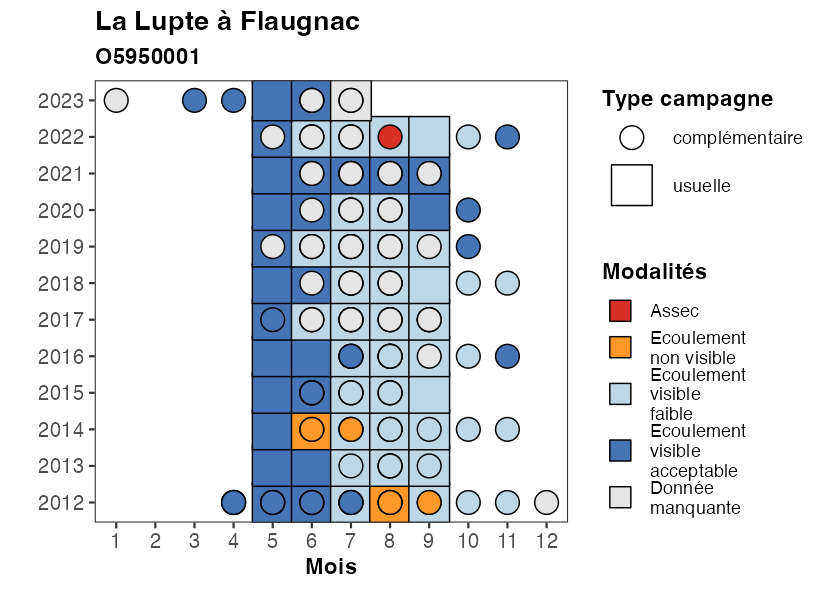 La Lupte à Flaugnac
O5950001
2023
2022
2021
2020
2019
2018
2017
2016
2015
2014
2013
2012
1 2 3 4 5 6 7 8 9 10 11 12
Mois
Type campagne
complémentaire
usuelle
Modalités
Assec
Ecoulement
non visible
Ecoulement
visible
faible
Ecoulement
visible
acceptable
Donnée
manquante